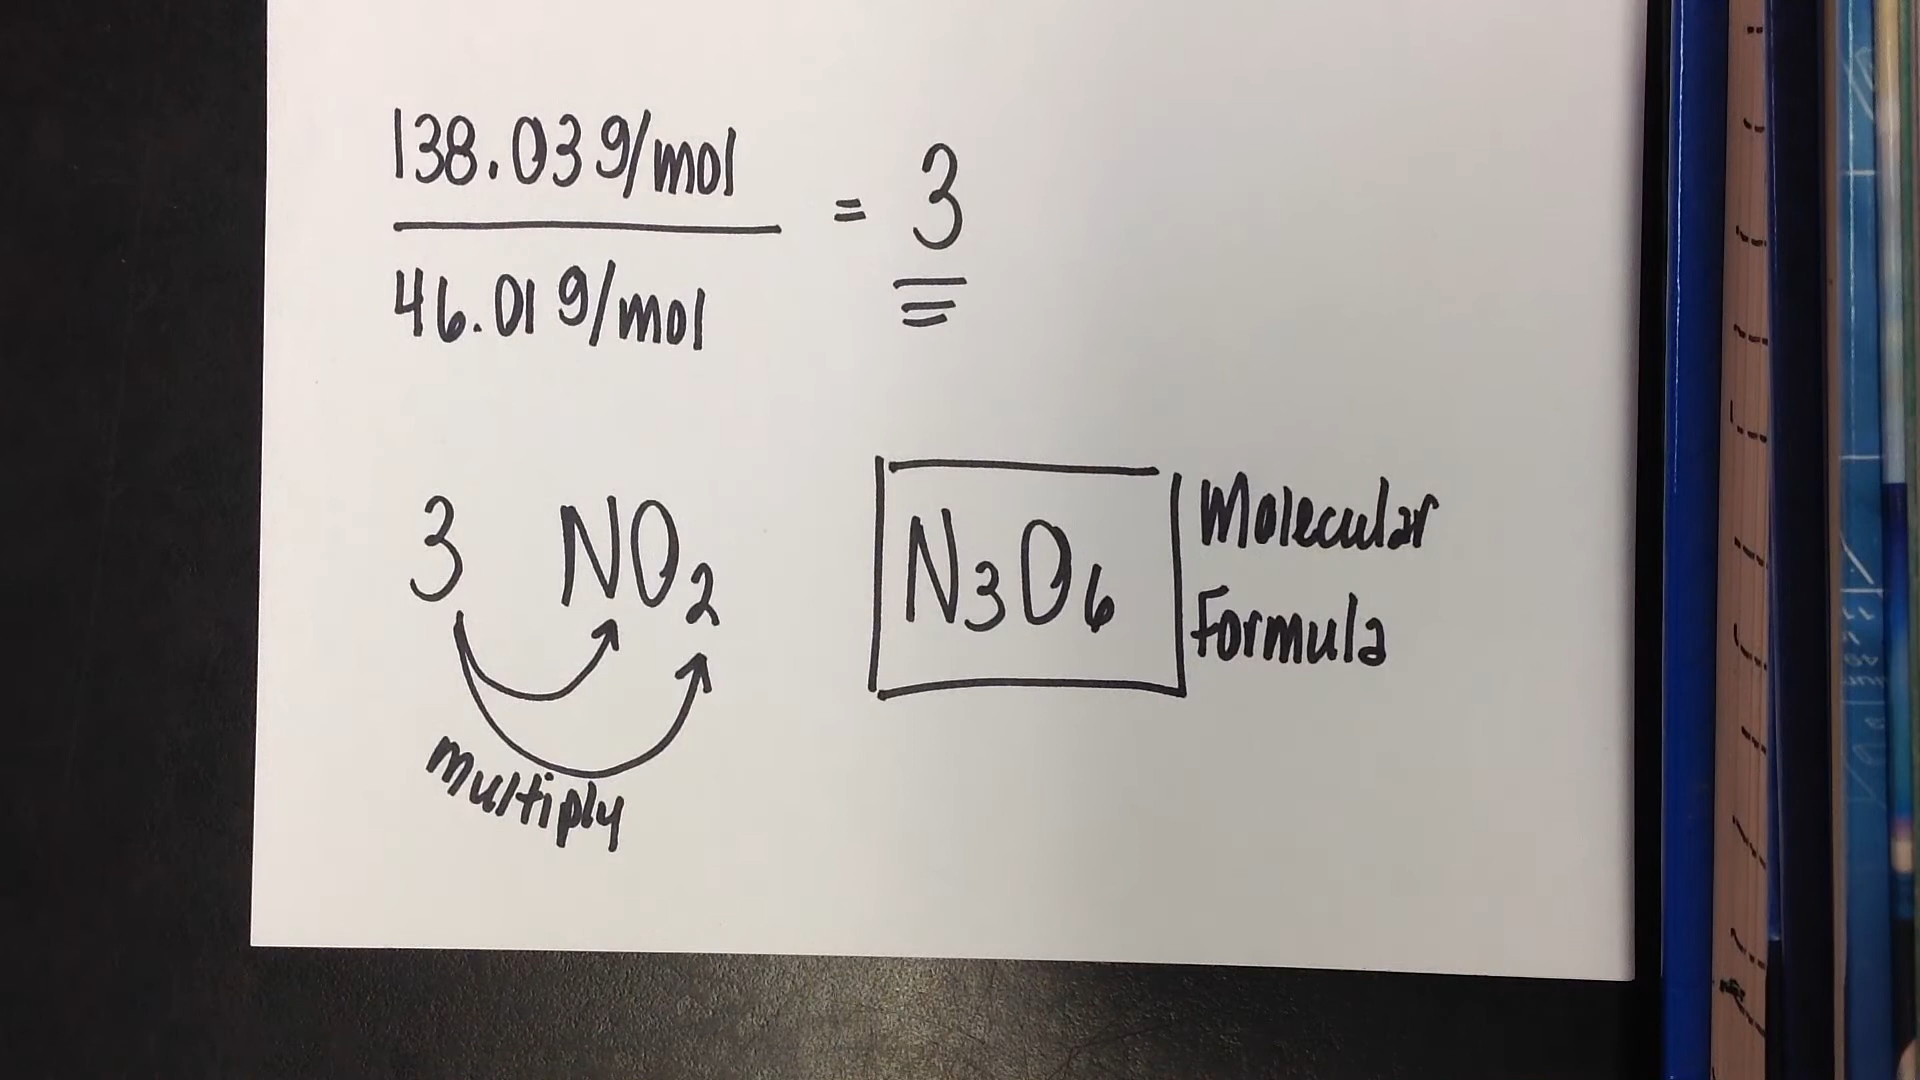 138.03 g/mol
= 3
46.01 g/mol
3 NO₂
N₃O₆
Molecular
Formula
multiply